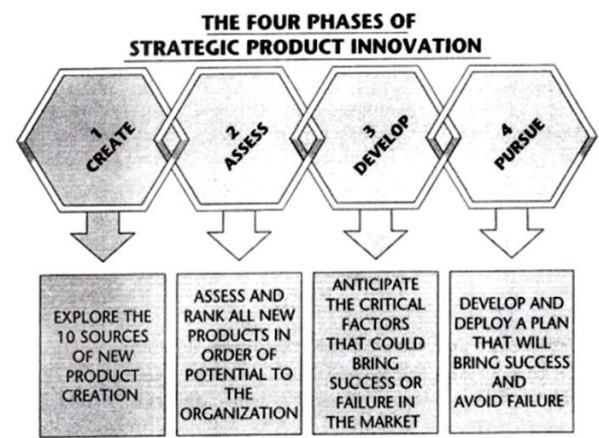 THE FOUR PHASES OF
STRATEGIC PRODUCT INNOVATION
1
CREATE
2
ASSESS
3
DEVELOP
4
PURSUE
EXPLORE THE
10 SOURCES
OF NEW
PRODUCT
CREATION
ASSESS AND
RANK ALL NEW
PRODUCTS IN
ORDER OF
POTENTIAL TO
THE
ORGANIZATION
ANTICIPATE
THE CRITICAL
FACTORS
THAT COULD
BRING
SUCCESS OR
FAILURE IN
THE MARKET
DEVELOP AND
DEPLOY A PLAN
THAT WILL
BRING SUCCESS
AND
AVOID FAILURE